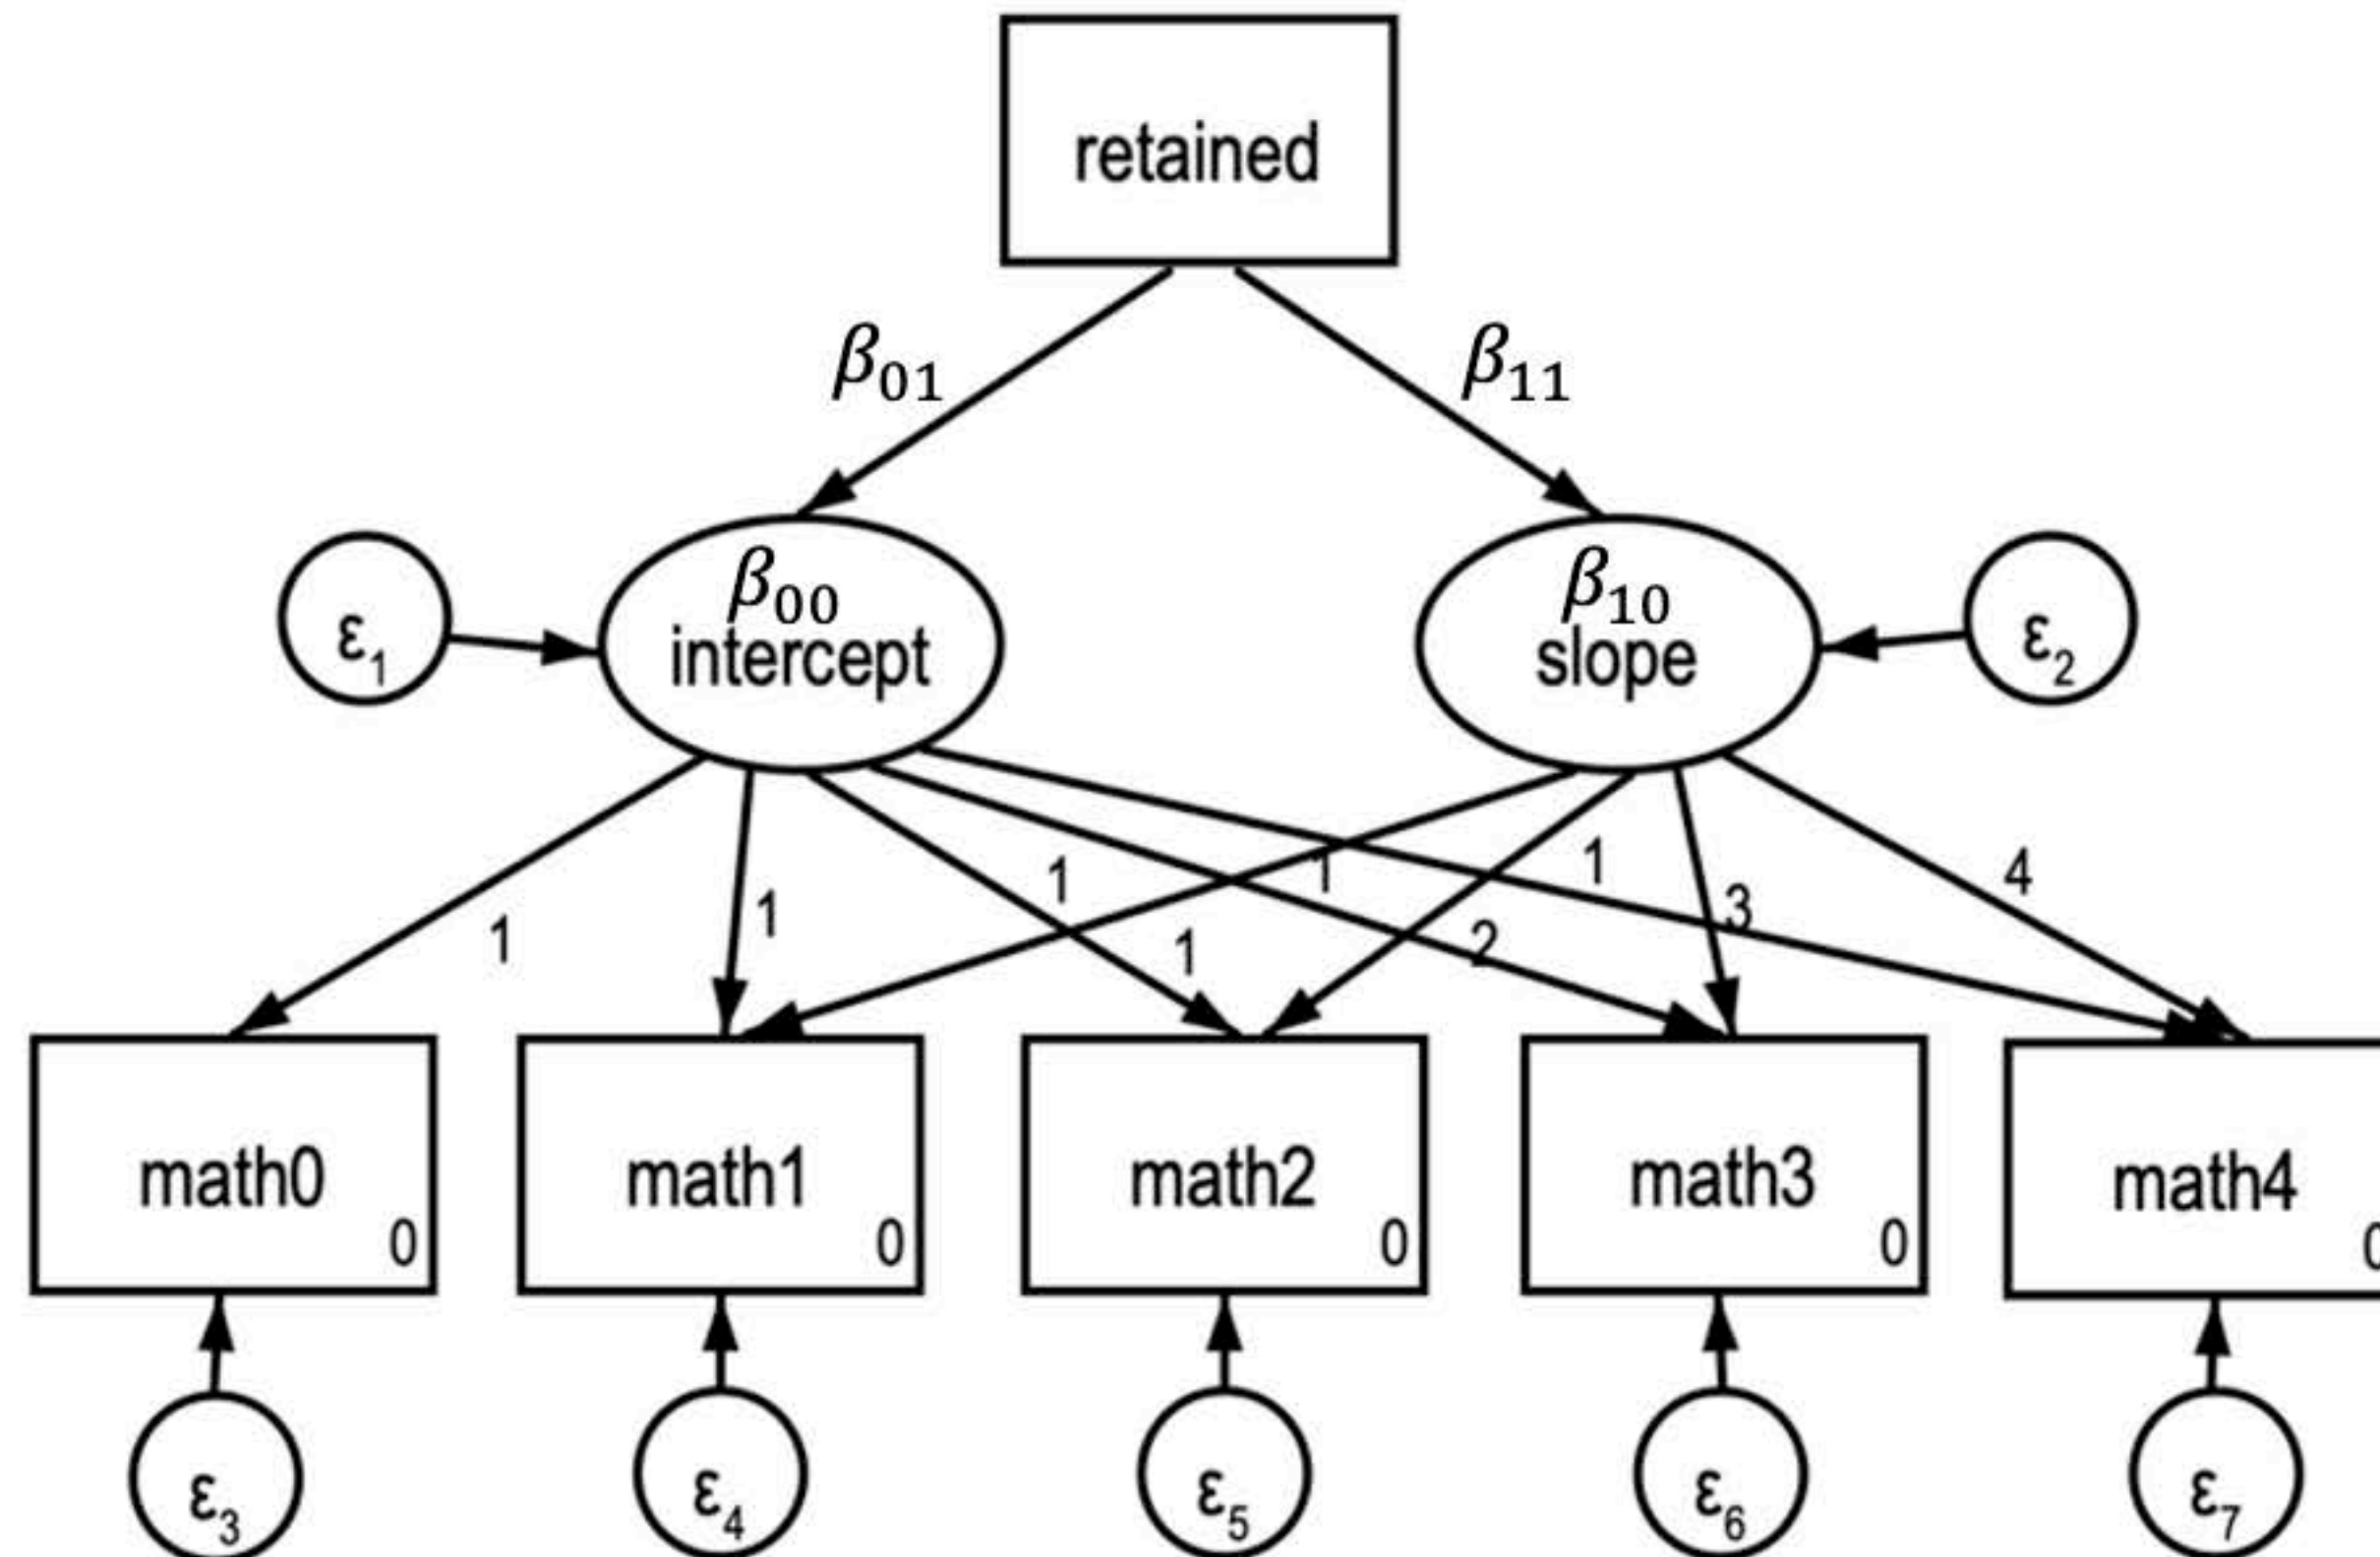 retained
β01 β11
β00 β10
ε1 intercept slope ε2
1 1 1 4
1 1 3
1 2
math0 math1 math2 math3 math4
0 0 0 0 0
ε3 ε4 ε5 ε6 ε7